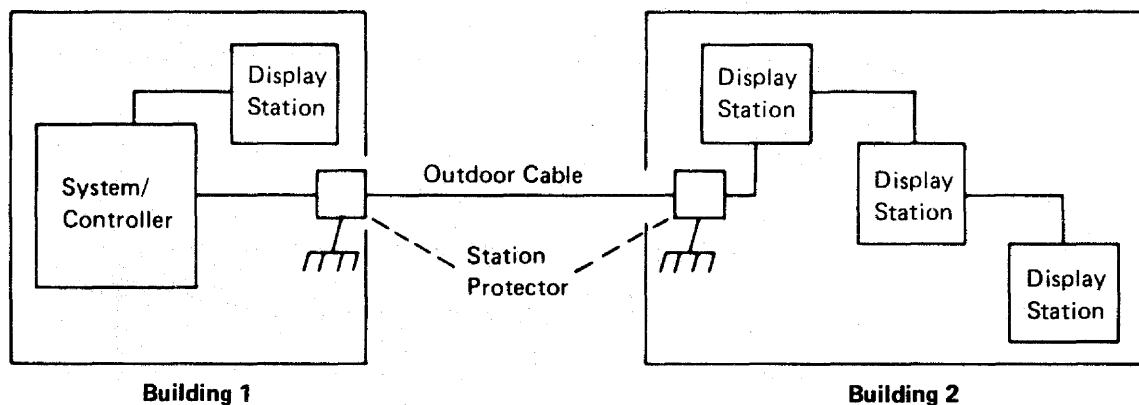 Display
Station
System/
Controller
Outdoor Cable
Station
Protector
Display
Station
Display
Station
Display
Station
Building 1
Building 2